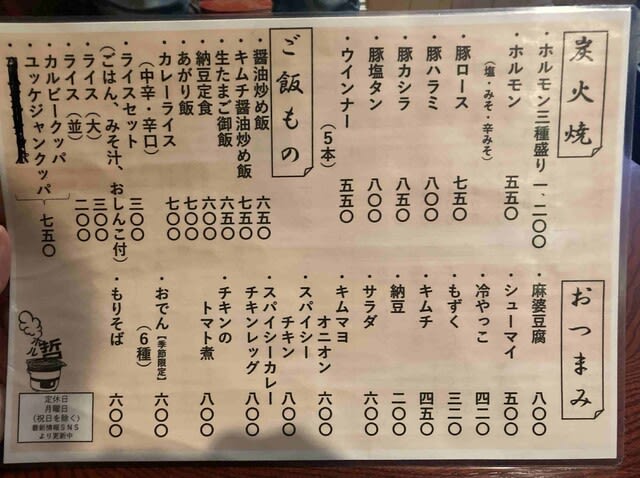 炭火焼
・ホルモン三種盛り 一、二〇〇
・ホルモン 五五〇
(塩・みそ・辛みそ)
・豚ロース 七五〇
・豚ハラミ 八〇〇
・豚カシラ 八五〇
・豚塩タン 八〇〇
・ウインナー 五五〇
(5本)
ご飯もの
・醤油炒め飯 六五〇
・キムチ醤油炒め飯 七五〇
・生たまご御飯 六五〇
・納豆定食 六〇〇
・あがり飯 七〇〇
・カレーライス 七〇〇
(中辛・辛口)
・ライスセット 三〇〇
(ごはん、みそ汁、おしんこ付)
・ライス(大) 三〇〇
・ライス(並) 二〇〇
・カルビークッパ
・ユッケジャンクッパ 七五〇
おつまみ
・麻婆豆腐 八〇〇
・シューマイ 五〇〇
・冷やっこ 四二〇
・もずく 三二〇
・キムチ 四五〇
・納豆 二〇〇
・サラダ 六〇〇
・キムマヨ
オニオン 六〇〇
・スパイシー
チキン 八〇〇
・スパイシーカレー
チキンレッグ 八〇〇
・チキンの
トマト煮 八〇〇
・おでん【季節限定】 六〇〇
(6種)
・もりそば 六〇〇
ホル哲
定休日
月曜日
(祝日を除く)
最新情報SNS
より更新中